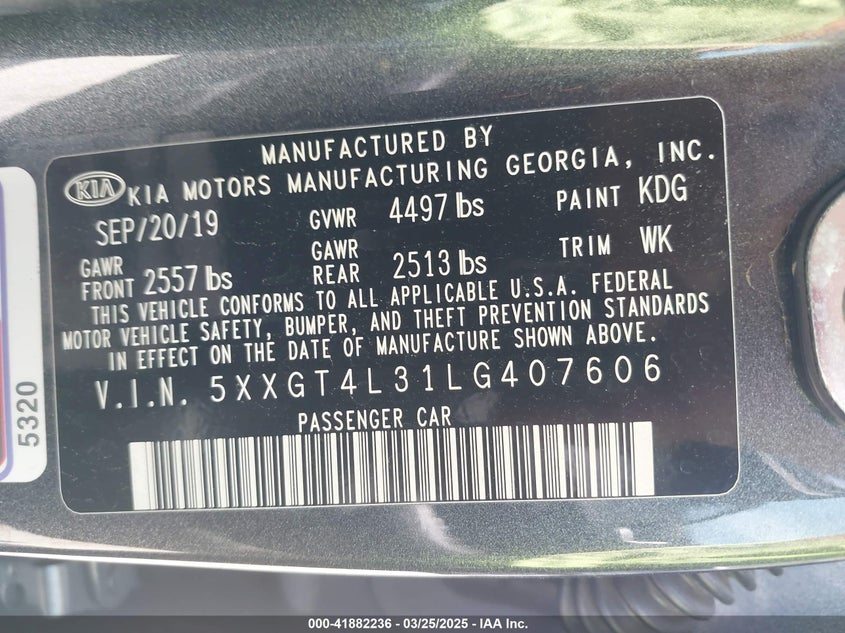 MANUFACTURED BY
KIA KIA MOTORS MANUFACTURING GEORGIA, INC.
SEP/20/19 GVWR 4497 lbs PAINT KDG
GAWR FRONT 2557 lbs GAWR REAR 2513 lbs TRIM WK
THIS VEHICLE CONFORMS TO ALL APPLICABLE U.S.A. FEDERAL
MOTOR VEHICLE SAFETY, BUMPER, AND THEFT PREVENTION STANDARDS
IN EFFECT ON THE DATE OF MANUFACTURE SHOWN ABOVE.
V.I.N. 5XXGT4L31LG407606
PASSENGER CAR
5320
000-41882236 - 03/25/2025 - IAA Inc.